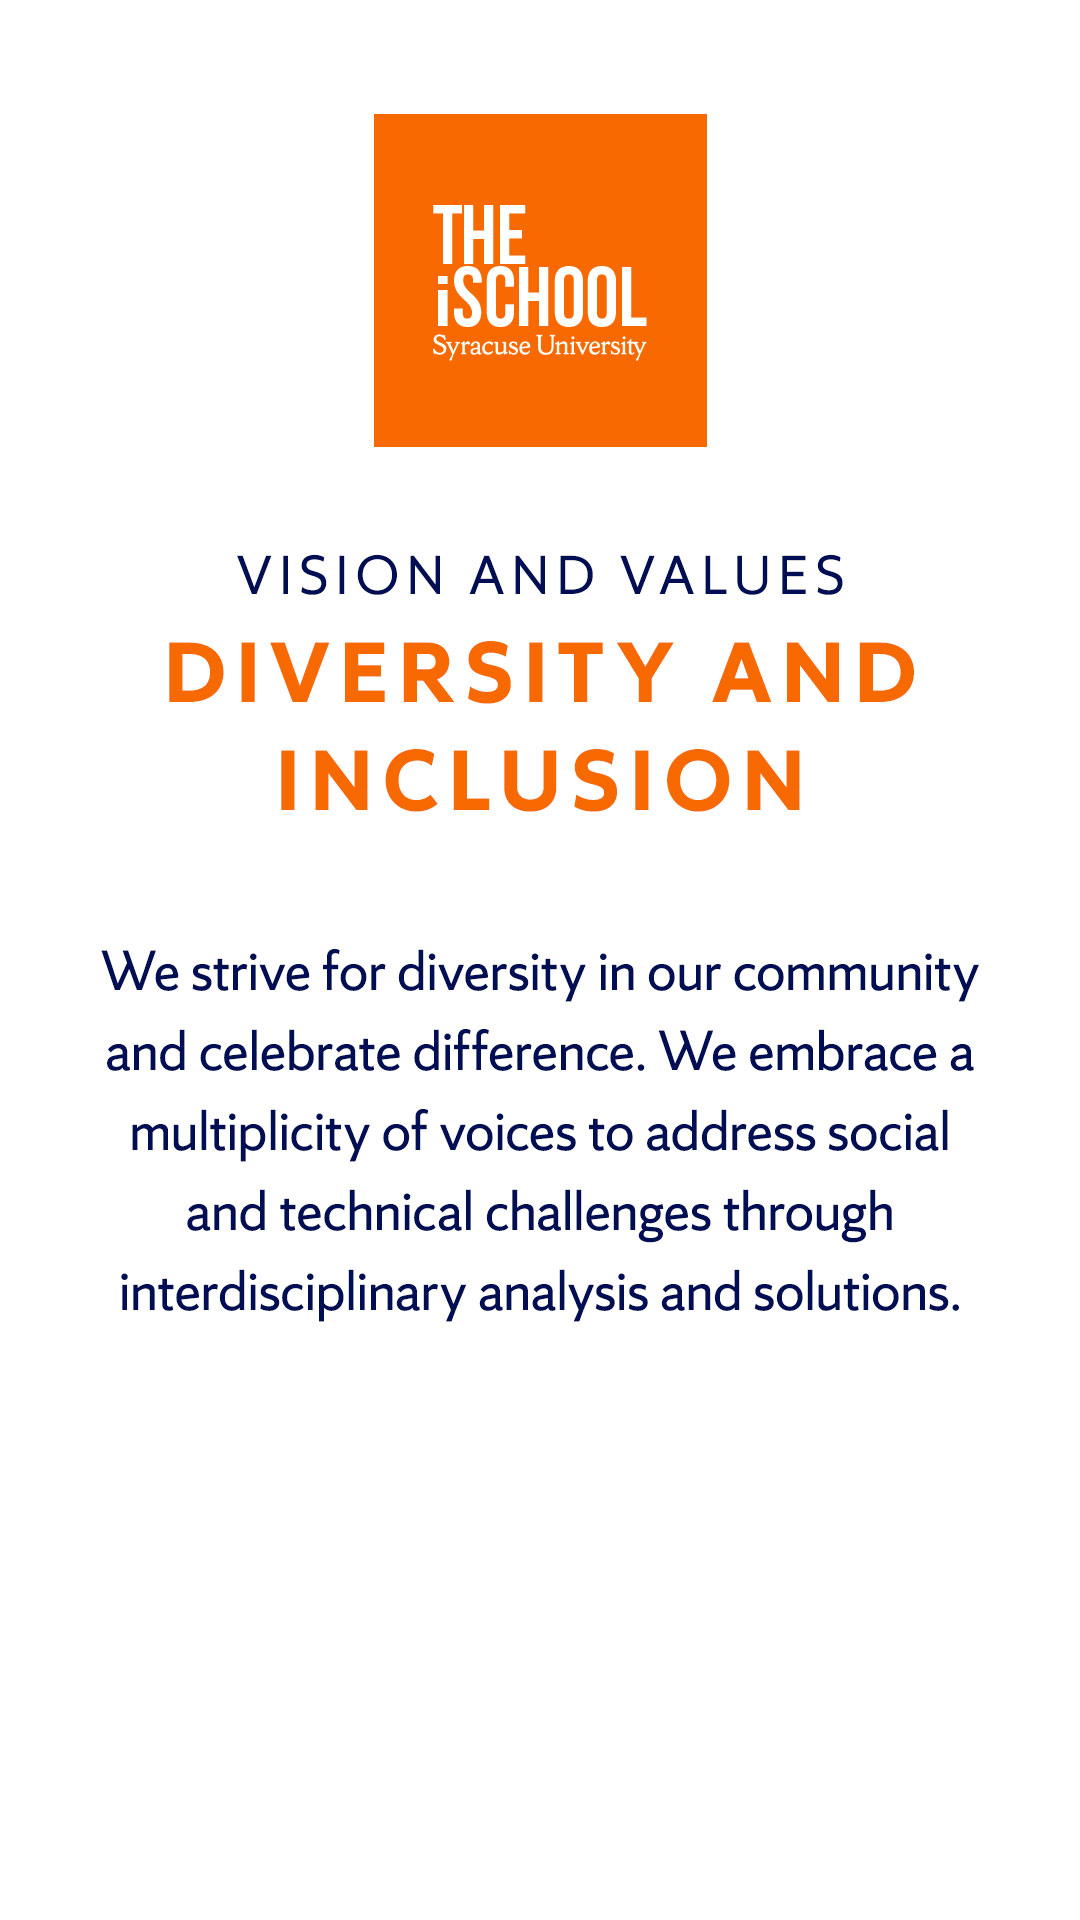 THE
iSCHOOL
Syracuse University
VISION AND VALUES
DIVERSITY AND
INCLUSION
We strive for diversity in our community
and celebrate difference. We embrace a
multiplicity of voices to address social
and technical challenges through
interdisciplinary analysis and solutions.